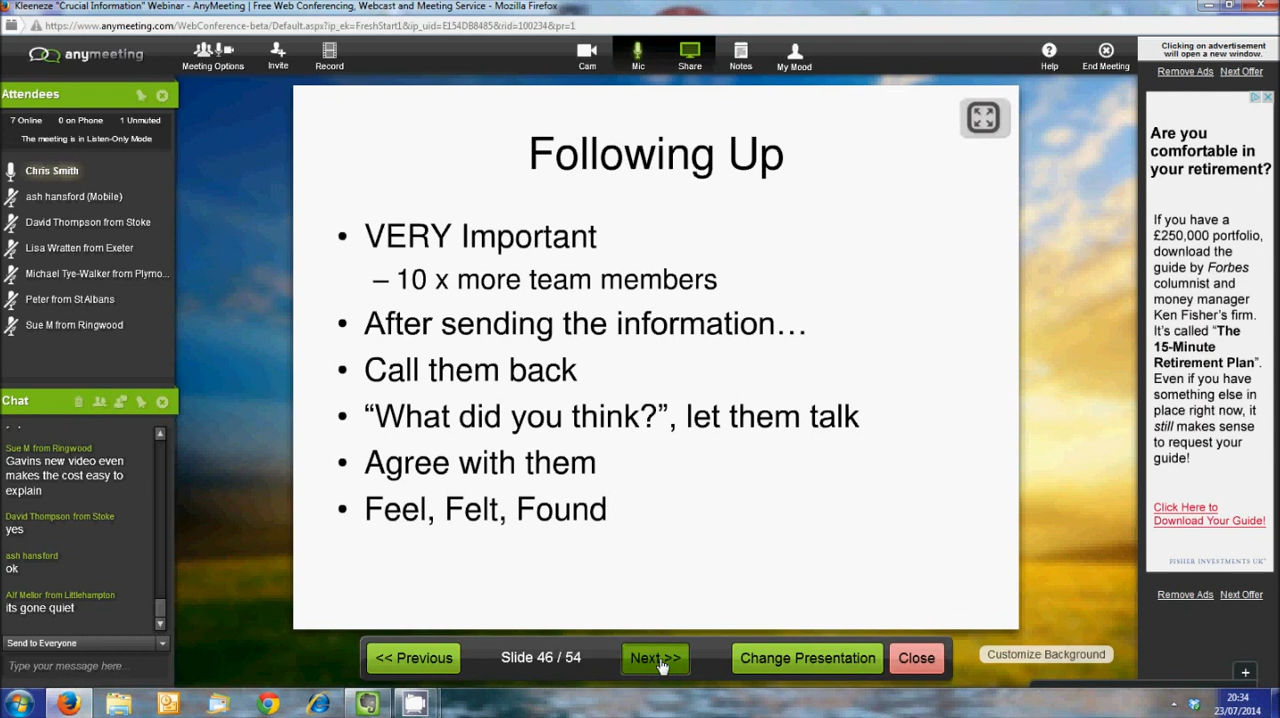 Kleeneze "Crucial Information" Webinar - AnyMeeting | Free Web Conferencing, Webcast and Meeting Service - Mozilla Firefox
https://www.anymeeting.com/WebConference-beta/Default.aspx?ip_ek=FreshStart1&ip_uid=E154DB8485&rid=100234&pr=1
anymeeting
Meeting Options
Invite
Record
Cam
Mic
Share
Notes
My Mood
Help
End Meeting
Clicking on advertisement
will open a new window.
Remove Ads Next Offer
Attendees
7 Online 0 on Phone 1 Unmuted
The meeting is in Listen-Only Mode
Chris Smith
ash hansford (Mobile)
David Thompson from Stoke
Lisa Wratten from Exeter
Michael Tye-Walker from Plymo...
Peter from St Albans
Sue M from Ringwood
Chat
Sue M from Ringwood
Gavins new video even
makes the cost easy to
explain
David Thompson from Stoke
yes
ash hansford
ok
Alf Mellor from Littlehampton
its gone quiet
Send to Everyone
Type your message here...
Following Up
• VERY Important
– 10 x more team members
• After sending the information…
• Call them back
• “What did you think?”, let them talk
• Agree with them
• Feel, Felt, Found
<< Previous
Slide 46 / 54
Next >>
Change Presentation
Close
Customize Background
Are you
comfortable in
your retirement?
If you have a
£250,000 portfolio,
download the
guide by Forbes
columnist and
money manager
Ken Fisher’s firm.
It’s called “The
15-Minute
Retirement Plan”.
Even if you have
something else in
place right now, it
still makes sense
to request your
guide!
Click Here to
Download Your Guide!
FISHER INVESTMENTS UK
Remove Ads Next Offer
20:34
23/07/2014